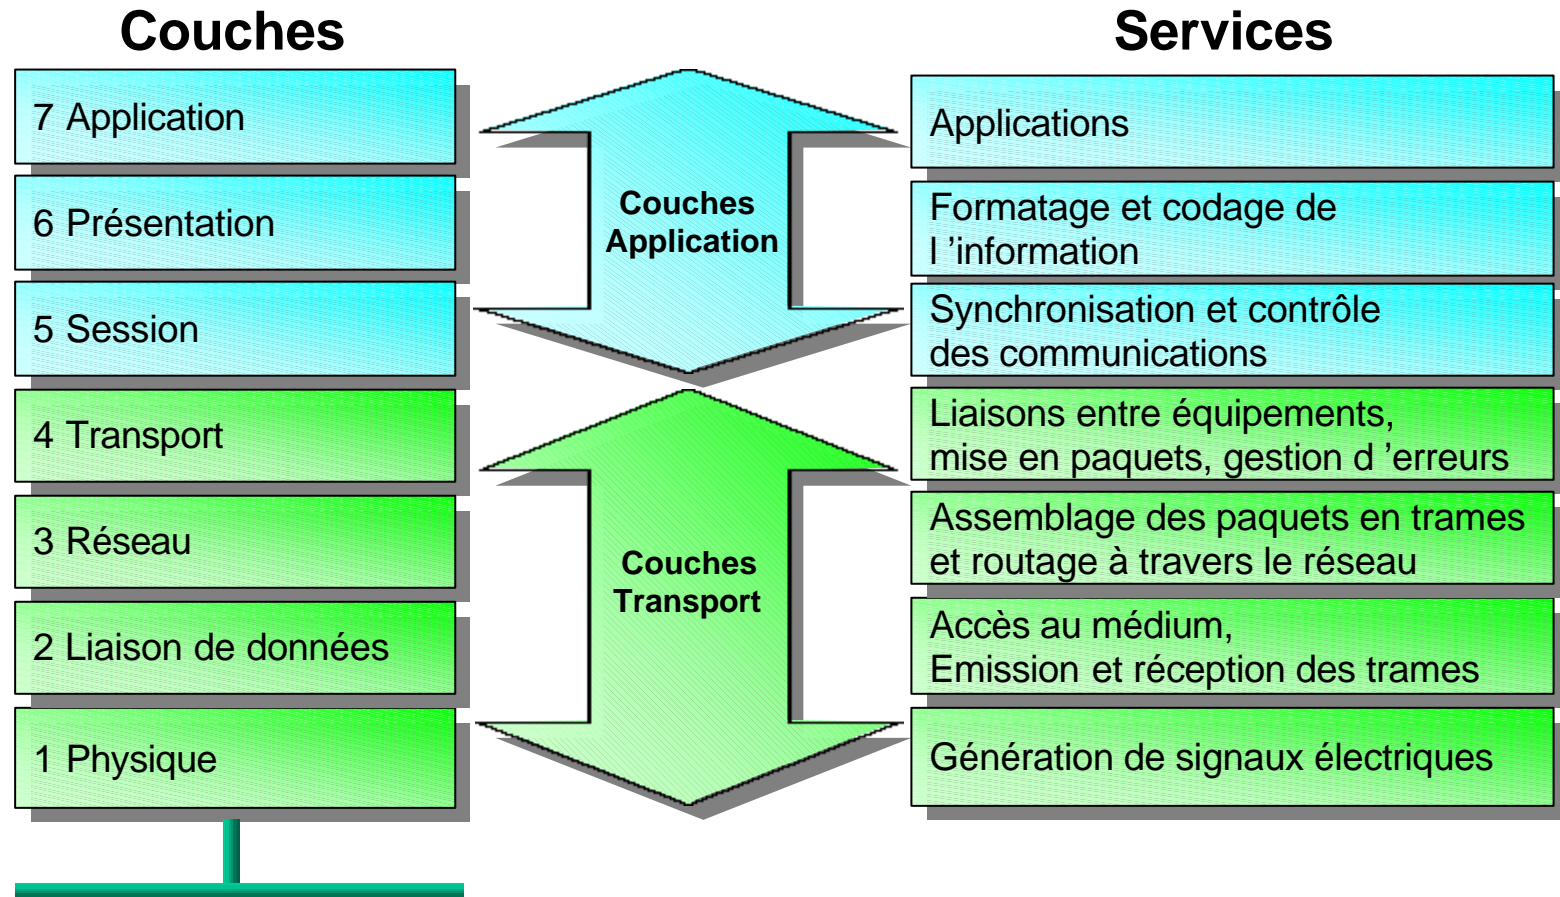 Couches
Services
7 Application
6 Présentation
5 Session
4 Transport
3 Réseau
2 Liaison de données
1 Physique
Couches
Application
Couches
Transport
Applications
Formatage et codage de
l ’information
Synchronisation et contrôle
des communications
Liaisons entre équipements,
mise en paquets, gestion d ’erreurs
Assemblage des paquets en trames
et routage à travers le réseau
Accès au médium,
Emission et réception des trames
Génération de signaux électriques